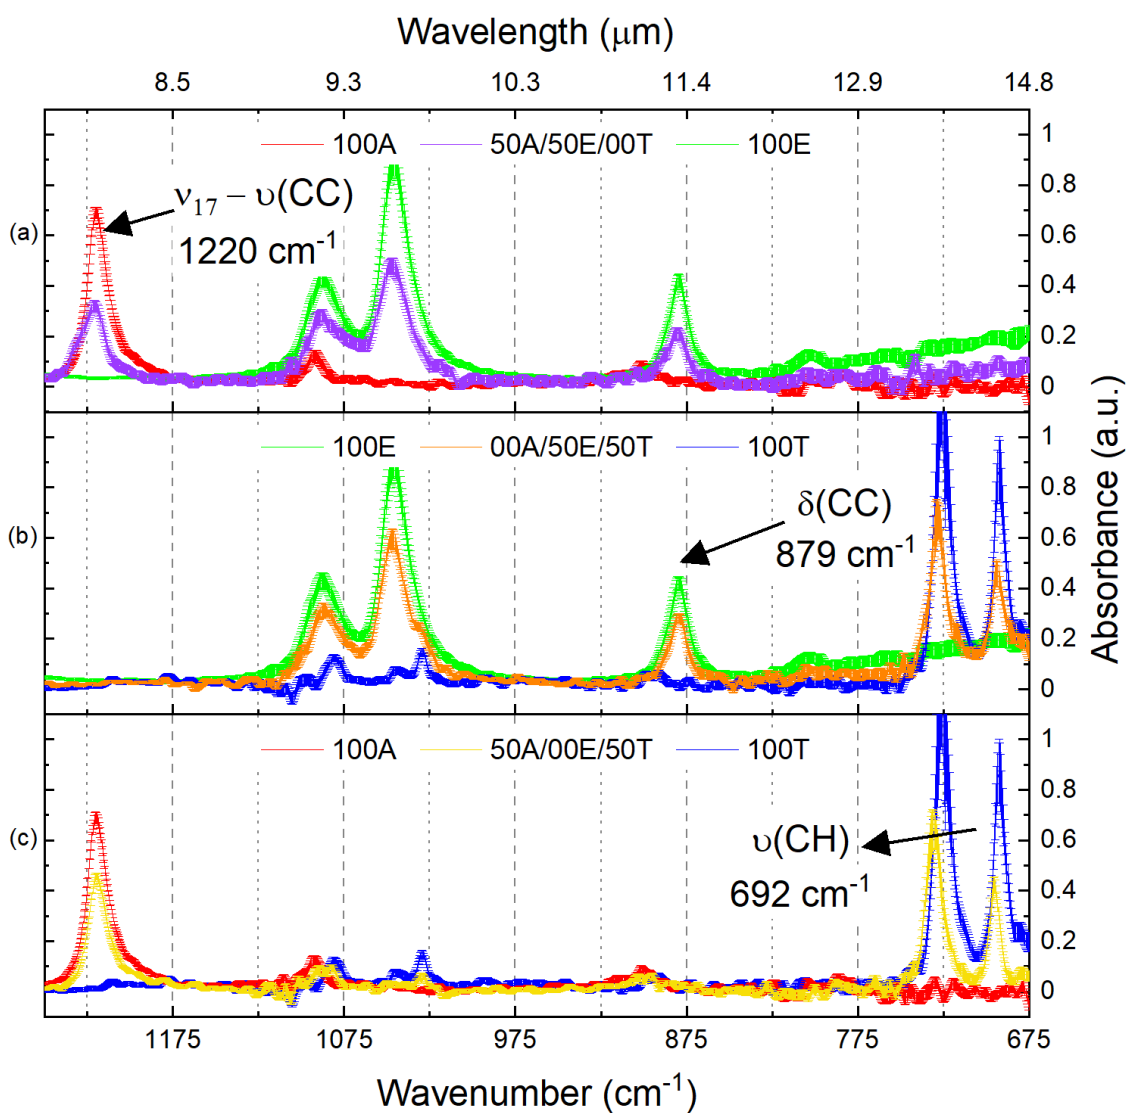 Wavelength (μm)
8.5 9.3 10.3 11.4 12.9 14.8
100A 50A/50E/00T 100E
ν₁₇ – υ(CC)
1220 cm⁻¹
(a)
1
0.8
0.6
0.4
0.2
0
100E 00A/50E/50T 100T
δ(CC)
879 cm⁻¹
(b)
1
0.8
0.6
0.4
0.2
0
Absorbance (a.u.)
100A 50A/00E/50T 100T
υ(CH)
692 cm⁻¹
(c)
1
0.8
0.6
0.4
0.2
0
1175 1075 975 875 775 675
Wavenumber (cm⁻¹)